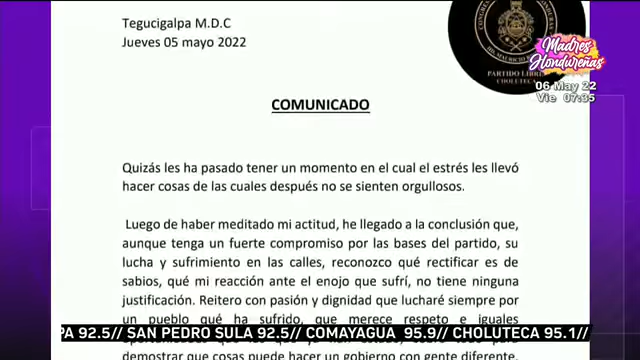 Tegucigalpa M.D.C
Jueves 05 mayo 2022
Madres
Hondureñas
PARTIDO
CHOLUTECA
06 May 22
Vie 07:35
COMUNICADO
Quizás les ha pasado tener un momento en el cual el estrés les llevó
hacer cosas de las cuales después no se sienten orgullosos.
Luego de haber meditado mi actitud, he llegado a la conclusión que,
aunque tenga un fuerte compromiso por las bases del partido, su
lucha y sufrimiento en las calles, reconozco qué rectificar es de
sabios, qué mi reacción ante el enojo que sufrí, no tiene ninguna
justificación. Reitero con pasión y dignidad que lucharé siempre por
un pueblo qué ha sufrido, que merece respeto e iguales
PA 92.5// SAN PEDRO SULA 92.5// COMAYAGUA 95.9// CHOLUTECA 95.1//
demostrar que cosas puede hacer un gobierno con gente diferente.